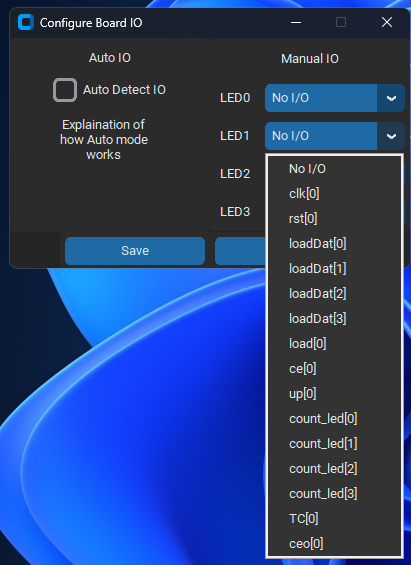 Configure Board IO
Auto IO
Auto Detect IO
Explaination of
how Auto mode
works
Manual IO
LED0
No I/O
LED1
No I/O
LED2
LED3
Save
No I/O
clk[0]
rst[0]
loadDat[0]
loadDat[1]
loadDat[2]
loadDat[3]
load[0]
ce[0]
up[0]
count_led[0]
count_led[1]
count_led[2]
count_led[3]
TC[0]
ceo[0]